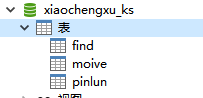 xiaochengxu_ks
表
find
moive
pinlun